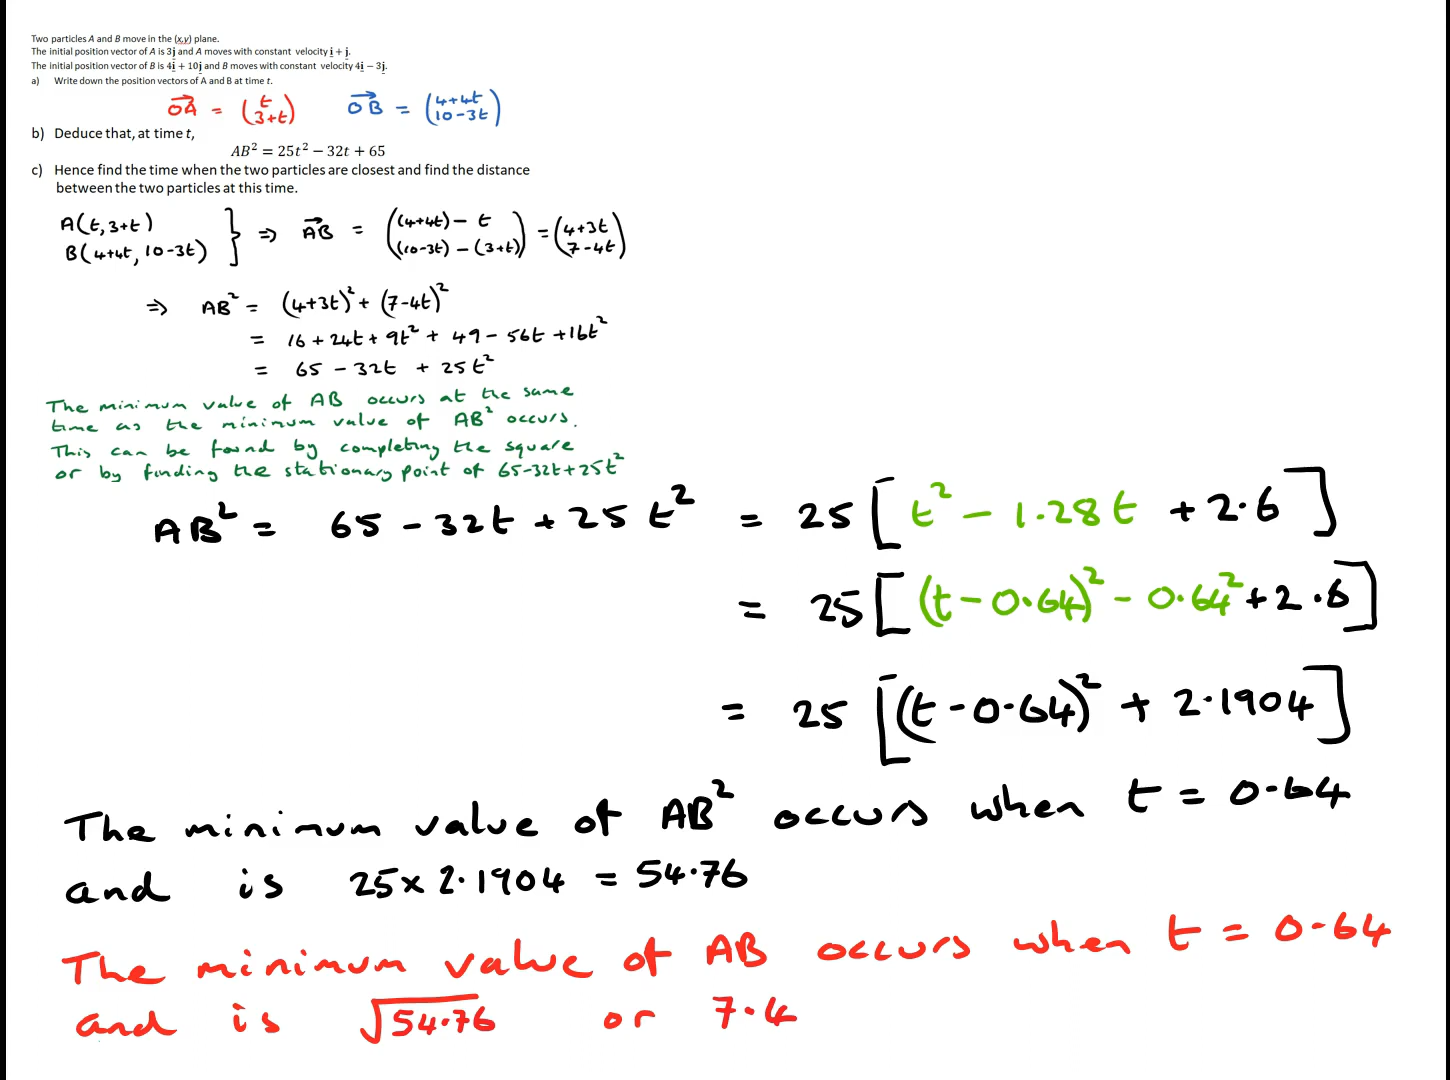 Two particles A and B move in the (x,y) plane.
The initial position vector of A is 3j and A moves with constant velocity i + j.
The initial position vector of B is 4i + 10j and B moves with constant velocity 4i − 3j.
a) Write down the position vectors of A and B at time t.
OA = (t 3+t) OB = (4+4t 10-3t)
b) Deduce that, at time t,
AB² = 25t² − 32t + 65
c) Hence find the time when the two particles are closest and find the distance
between the two particles at this time.
A(t, 3+t)
B(4+4t, 10-3t) } ⇒ AB = ((4+4t) - t (10-3t) - (3+t)) = (4+3t 7-4t)
⇒ AB² = (4+3t)² + (7-4t)²
= 16 + 24t + 9t² + 49 - 56t + 16t²
= 65 - 32t + 25t²
The minimum value of AB occurs at the same
time as the minimum value of AB² occurs.
This can be found by completing the square
or by finding the stationary point of 65-32t+25t²
AB² = 65 - 32t + 25t² = 25[t² - 1.28t + 2.6]
= 25[(t-0.64)² - 0.64² + 2.6]
= 25[(t-0.64)² + 2.1904]
The minimum value of AB² occurs when t = 0.64
and is 25 x 2.1904 = 54.76
The minimum value of AB occurs when t = 0.64
and is √54.76 or 7.4